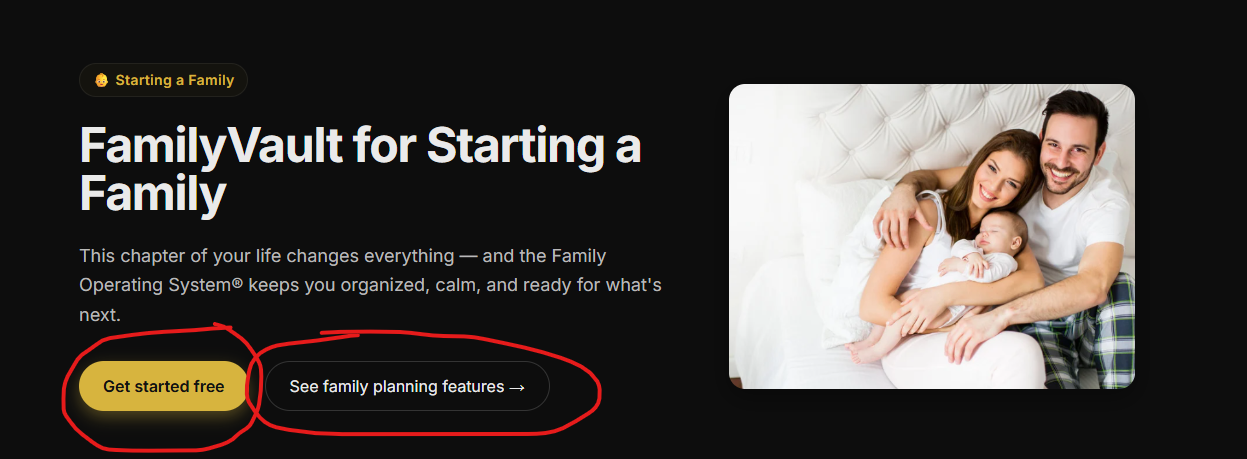 Starting a Family
FamilyVault for Starting a
Family
This chapter of your life changes everything — and the Family
Operating System® keeps you organized, calm, and ready for what's
next.
Get started free
See family planning features →